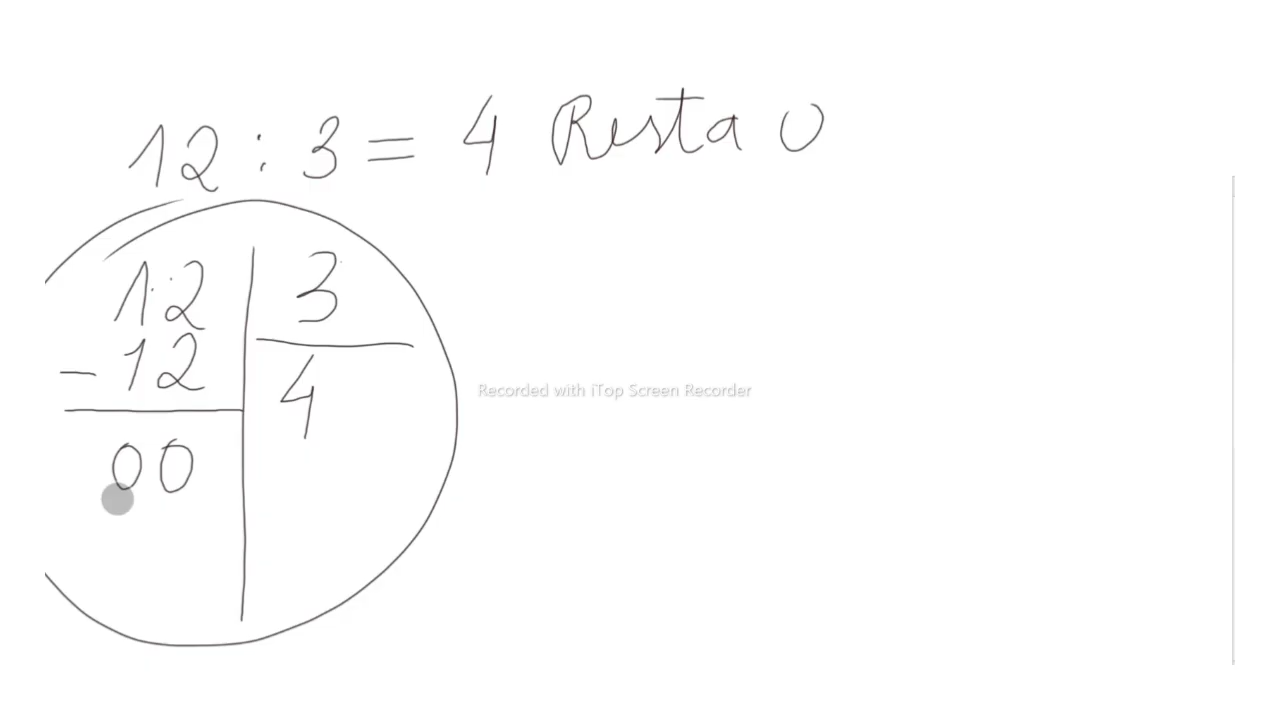 12 : 3 = 4 Resta 0
12 3
- 12 4
00
Recorded with iTop Screen Recorder